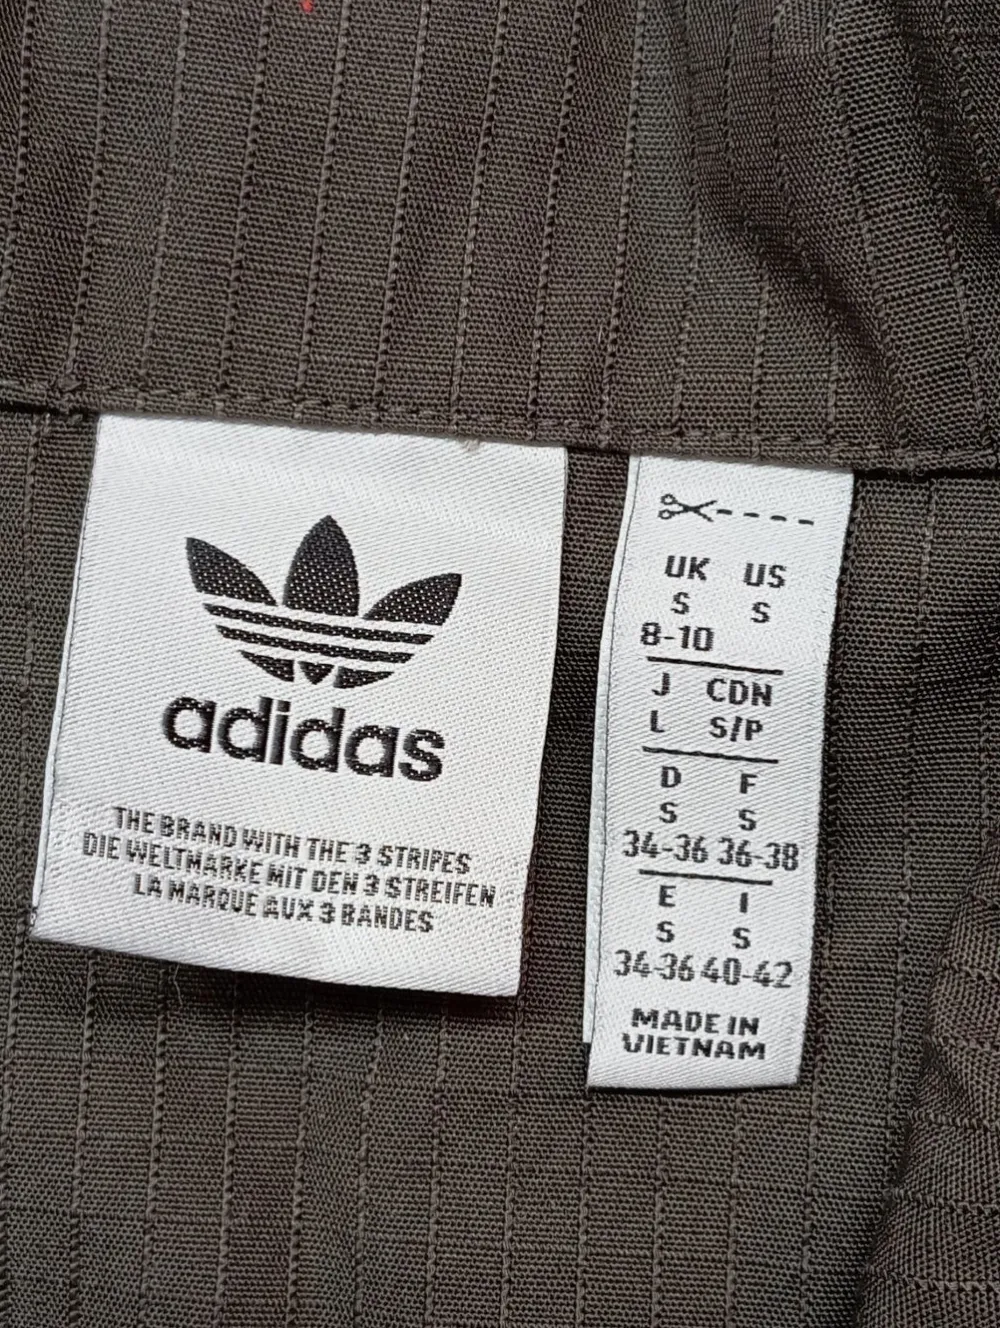 adidas
THE BRAND WITH THE 3 STRIPES
DIE WELTMARKE MIT DEN 3 STREIFEN
LA MARQUE AUX 3 BANDES
UK US
S S
8-10
J CDN
L S/P
D F
S S
34-36 36-38
E I
S S
34-36 40-42
MADE IN
VIETNAM